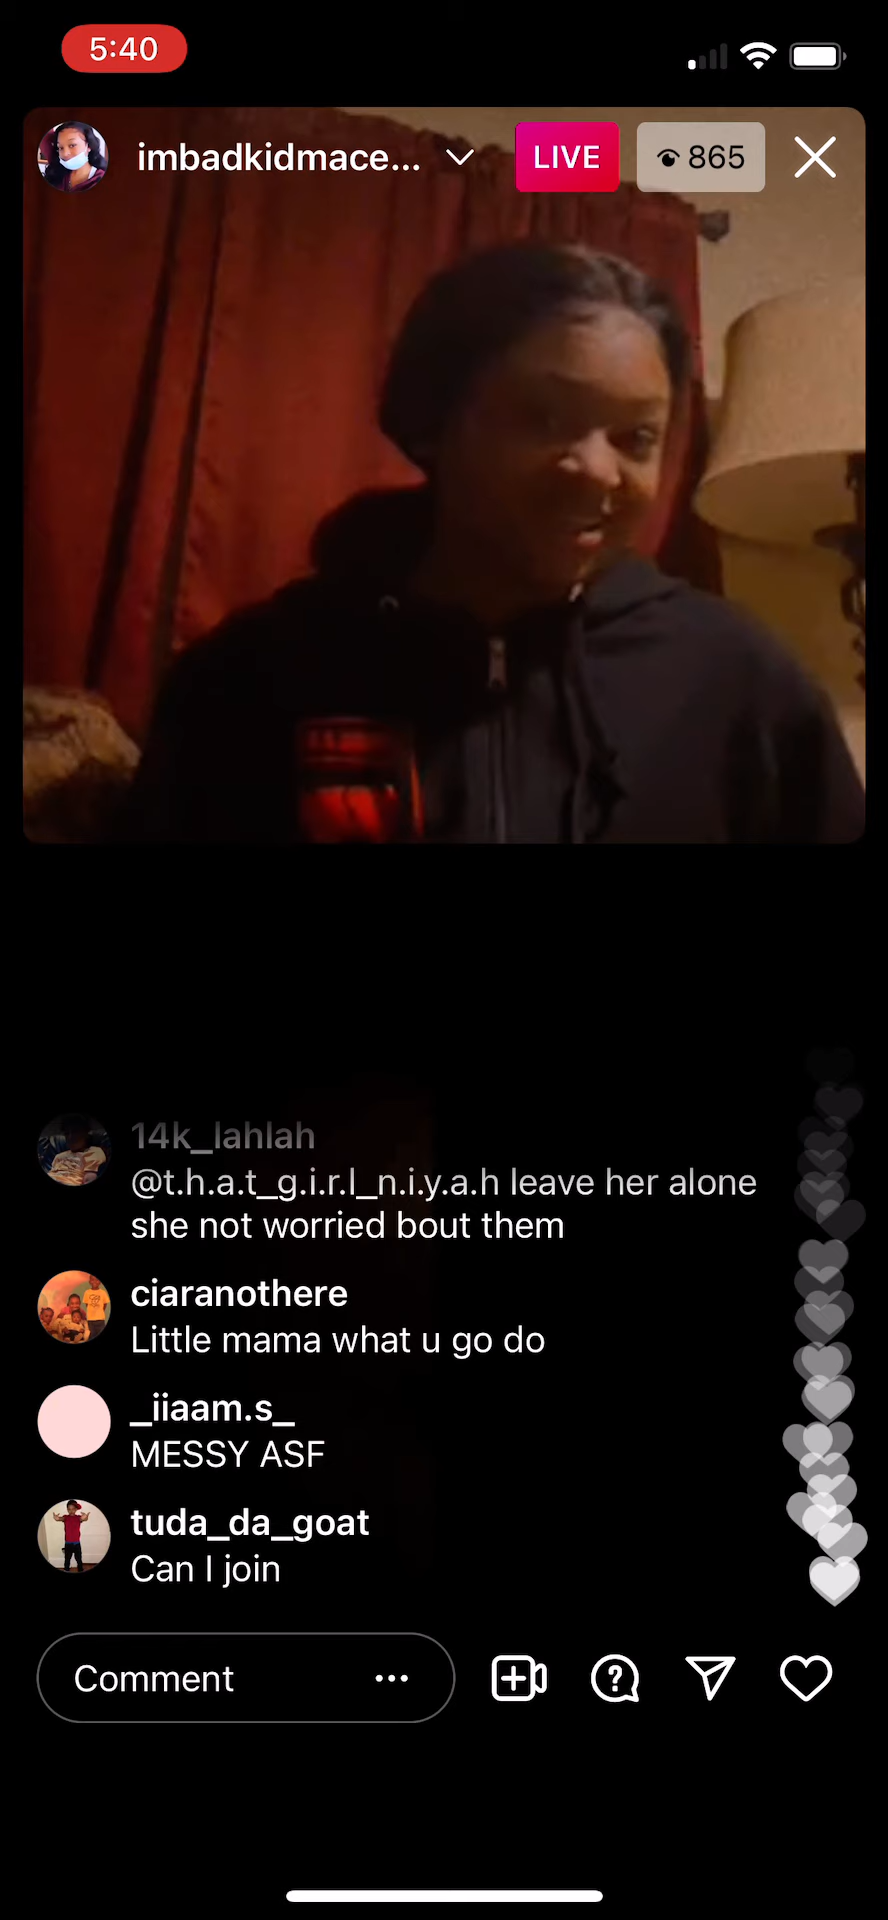 5:40
imbadkidmace...
LIVE
865
14k_lahlah
@t.h.a.t_g.i.r.l_n.i.y.a.h leave her alone
she not worried bout them
ciaranothere
Little mama what u go do
_iiaam.s_
MESSY ASF
tuda_da_goat
Can I join
Comment